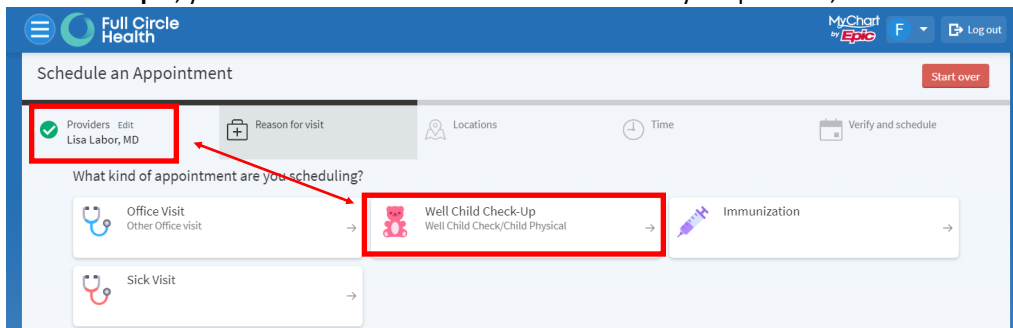 Full Circle
Health
MyChart
by Epic
F
Log out
Schedule an Appointment
Start over
Providers Edit
Lisa Labor, MD
Reason for visit
Locations
Time
Verify and schedule
What kind of appointment are you scheduling?
Office Visit
Other Office visit
Well Child Check-Up
Well Child Check/Child Physical
Immunization
Sick Visit